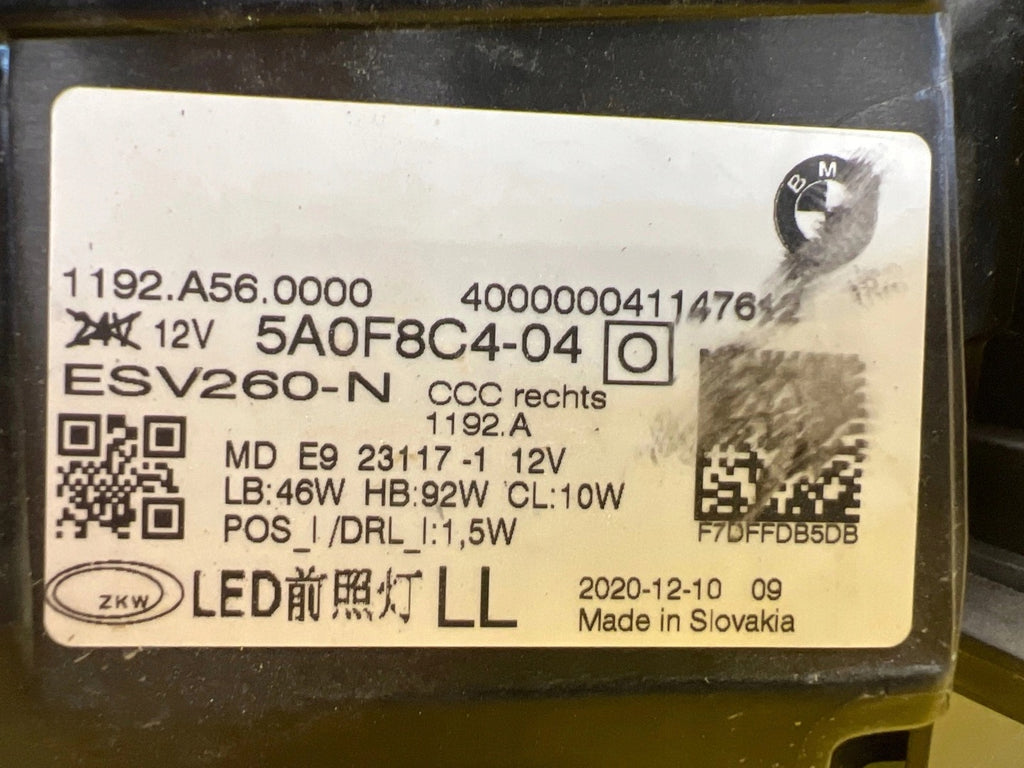 BM
1192.A56.0000 4000000411476
24V 12V 5A0F8C4-04 O
ESV260-N CCC rechts
1192.A
MD E9 23117-1 12V
LB:46W HB:92W CL:10W
POS_I/DRL_I:1,5W
F7DFFDB5DB
ZKW LED前照灯 LL
2020-12-10 09
Made in Slovakia